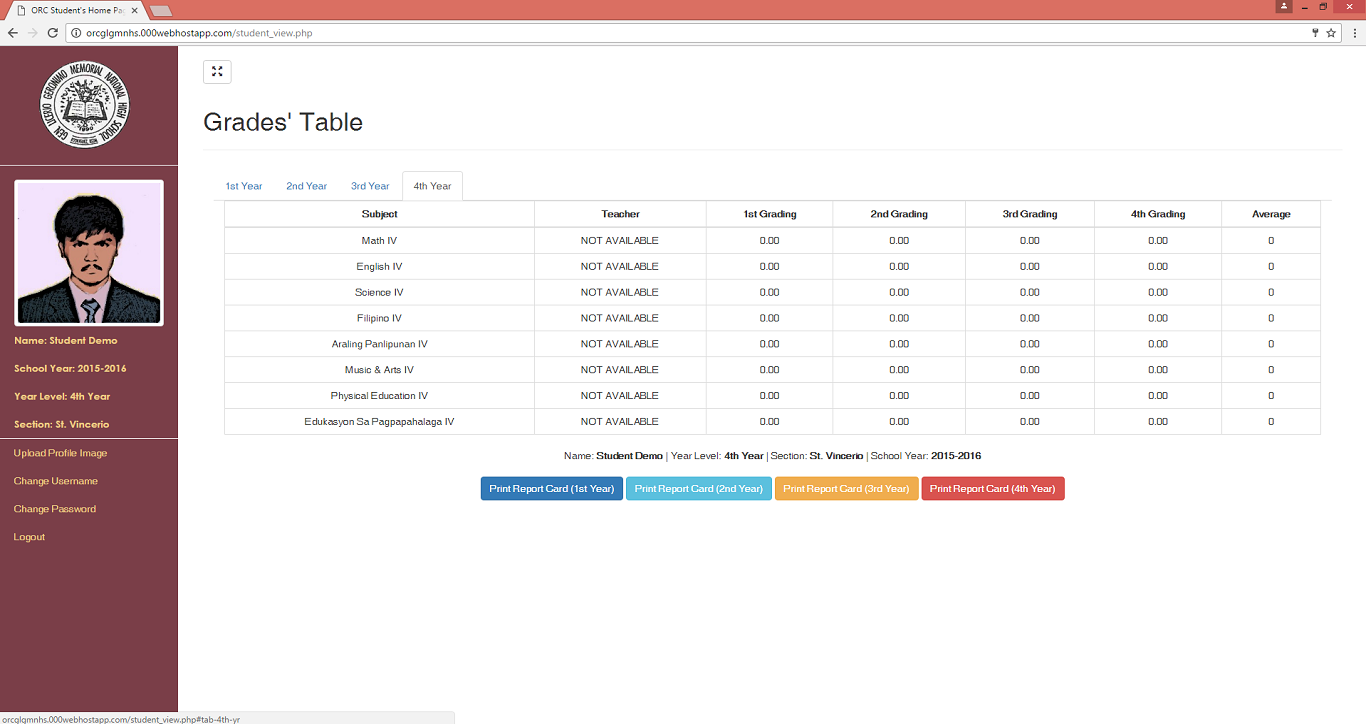 ORC Student's Home Pa
orcglgmnhs.000webhostapp.com/student_view.php
GEN. LICERIO GERONIMO MEMORIAL NATIONAL HIGH SCHOOL
1990
Name: Student Demo
School Year: 2015-2016
Year Level: 4th Year
Section: St. Vincerio
Upload Profile Image
Change Username
Change Password
Logout
Grades' Table
1st Year 2nd Year 3rd Year 4th Year
Subject Teacher 1st Grading 2nd Grading 3rd Grading 4th Grading Average
Math IV NOT AVAILABLE 0.00 0.00 0.00 0.00 0
English IV NOT AVAILABLE 0.00 0.00 0.00 0.00 0
Science IV NOT AVAILABLE 0.00 0.00 0.00 0.00 0
Filipino IV NOT AVAILABLE 0.00 0.00 0.00 0.00 0
Araling Panlipunan IV NOT AVAILABLE 0.00 0.00 0.00 0.00 0
Music & Arts IV NOT AVAILABLE 0.00 0.00 0.00 0.00 0
Physical Education IV NOT AVAILABLE 0.00 0.00 0.00 0.00 0
Edukasyon Sa Pagpapahalaga IV NOT AVAILABLE 0.00 0.00 0.00 0.00 0
Name: Student Demo | Year Level: 4th Year | Section: St. Vincerio | School Year: 2015-2016
Print Report Card (1st Year) Print Report Card (2nd Year) Print Report Card (3rd Year) Print Report Card (4th Year)
orcglgmnhs.000webhostapp.com/student_view.php#tab-4th-yr